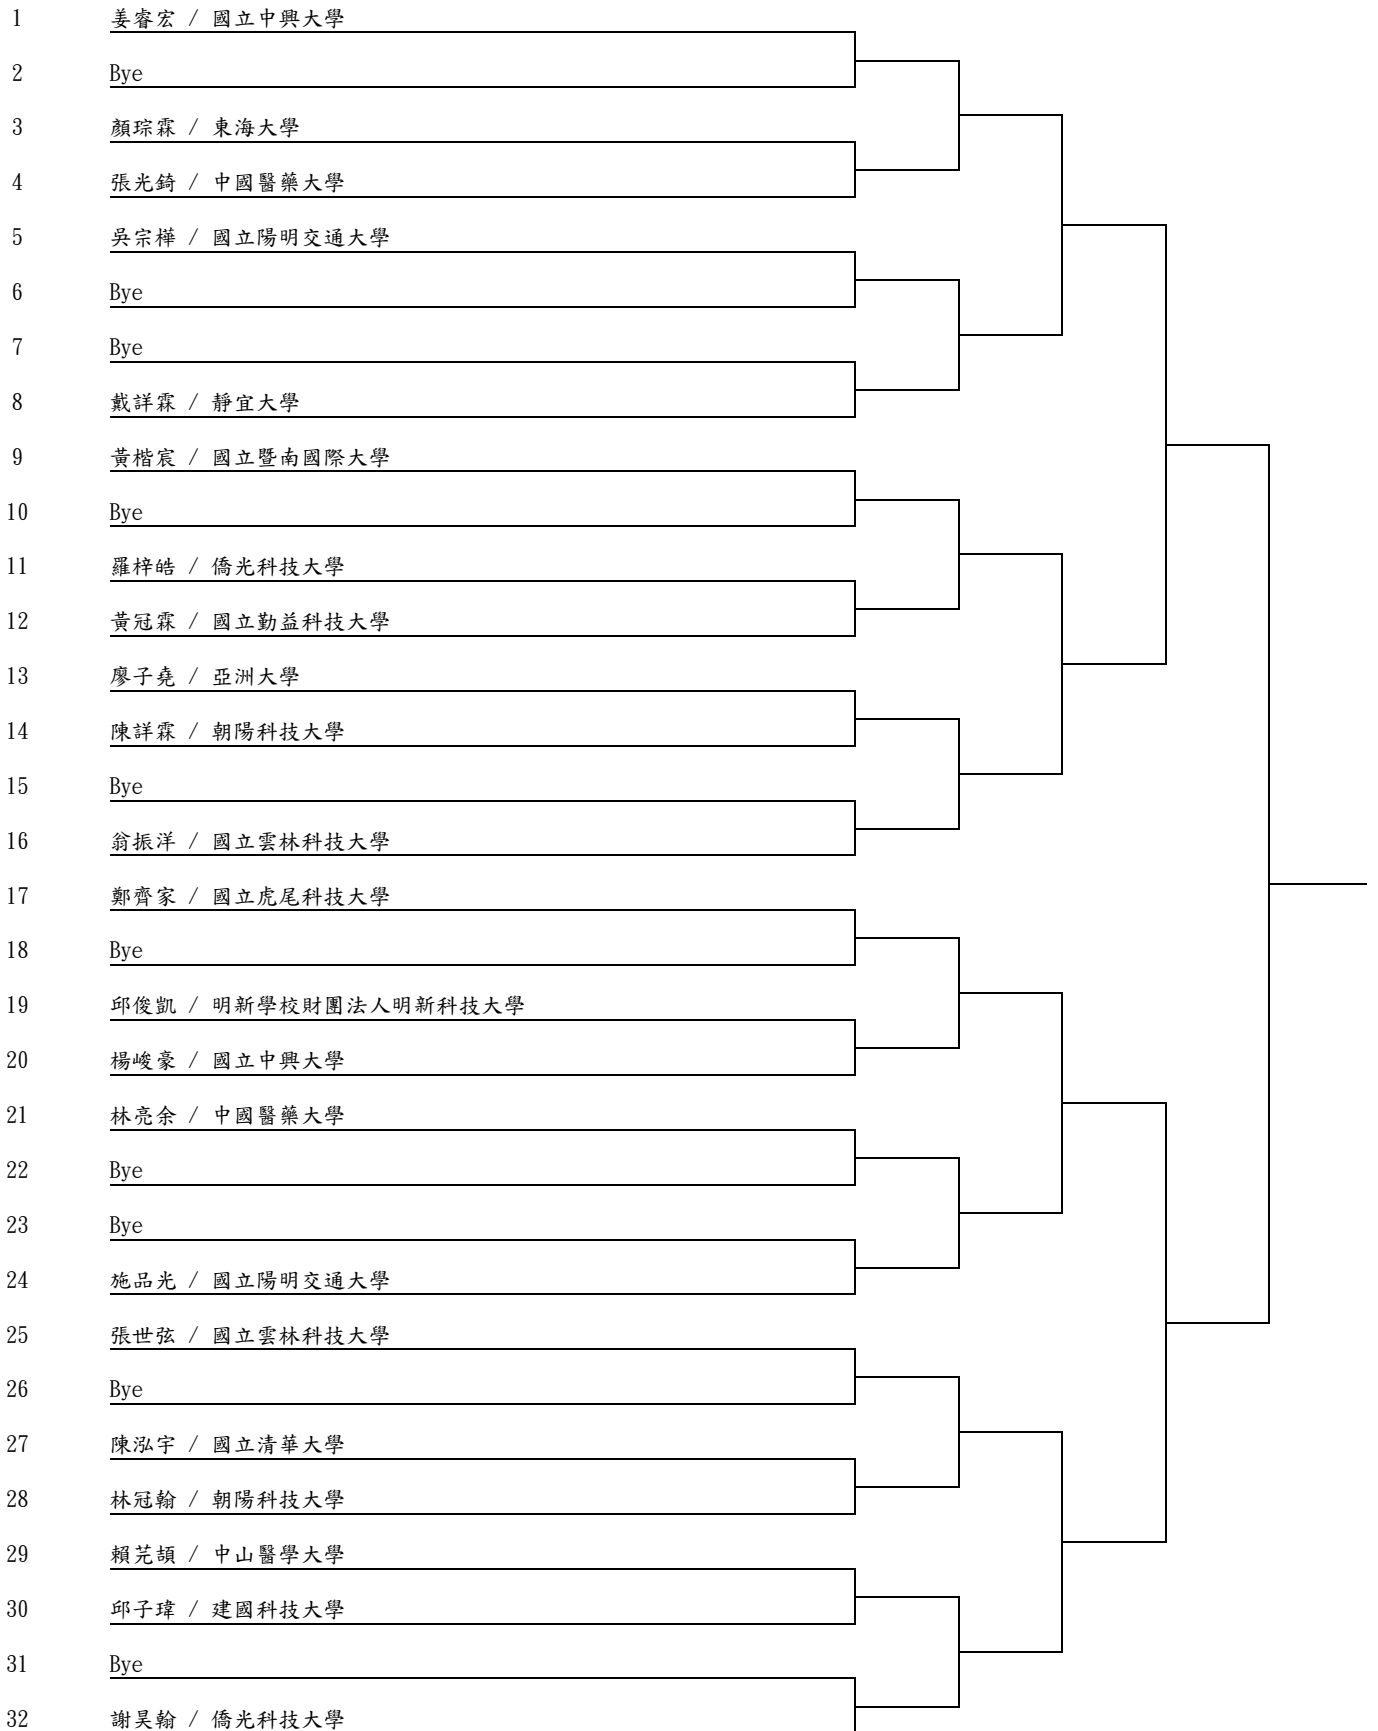 1 姜睿宏 / 國立中興大學
2 Bye
3 顏琮霖 / 東海大學
4 張光錡 / 中國醫藥大學
5 吳宗樺 / 國立陽明交通大學
6 Bye
7 Bye
8 戴詳霖 / 靜宜大學
9 黃楷宸 / 國立暨南國際大學
10 Bye
11 羅梓皓 / 僑光科技大學
12 黃冠霖 / 國立勤益科技大學
13 廖子堯 / 亞洲大學
14 陳詳霖 / 朝陽科技大學
15 Bye
16 翁振洋 / 國立雲林科技大學
17 鄭齊家 / 國立虎尾科技大學
18 Bye
19 邱俊凱 / 明新學校財團法人明新科技大學
20 楊峻豪 / 國立中興大學
21 林亮余 / 中國醫藥大學
22 Bye
23 Bye
24 施品光 / 國立陽明交通大學
25 張世弦 / 國立雲林科技大學
26 Bye
27 陳泓宇 / 國立清華大學
28 林冠翰 / 朝陽科技大學
29 賴芫頡 / 中山醫學大學
30 邱子瑋 / 建國科技大學
31 Bye
32 謝昊翰 / 僑光科技大學